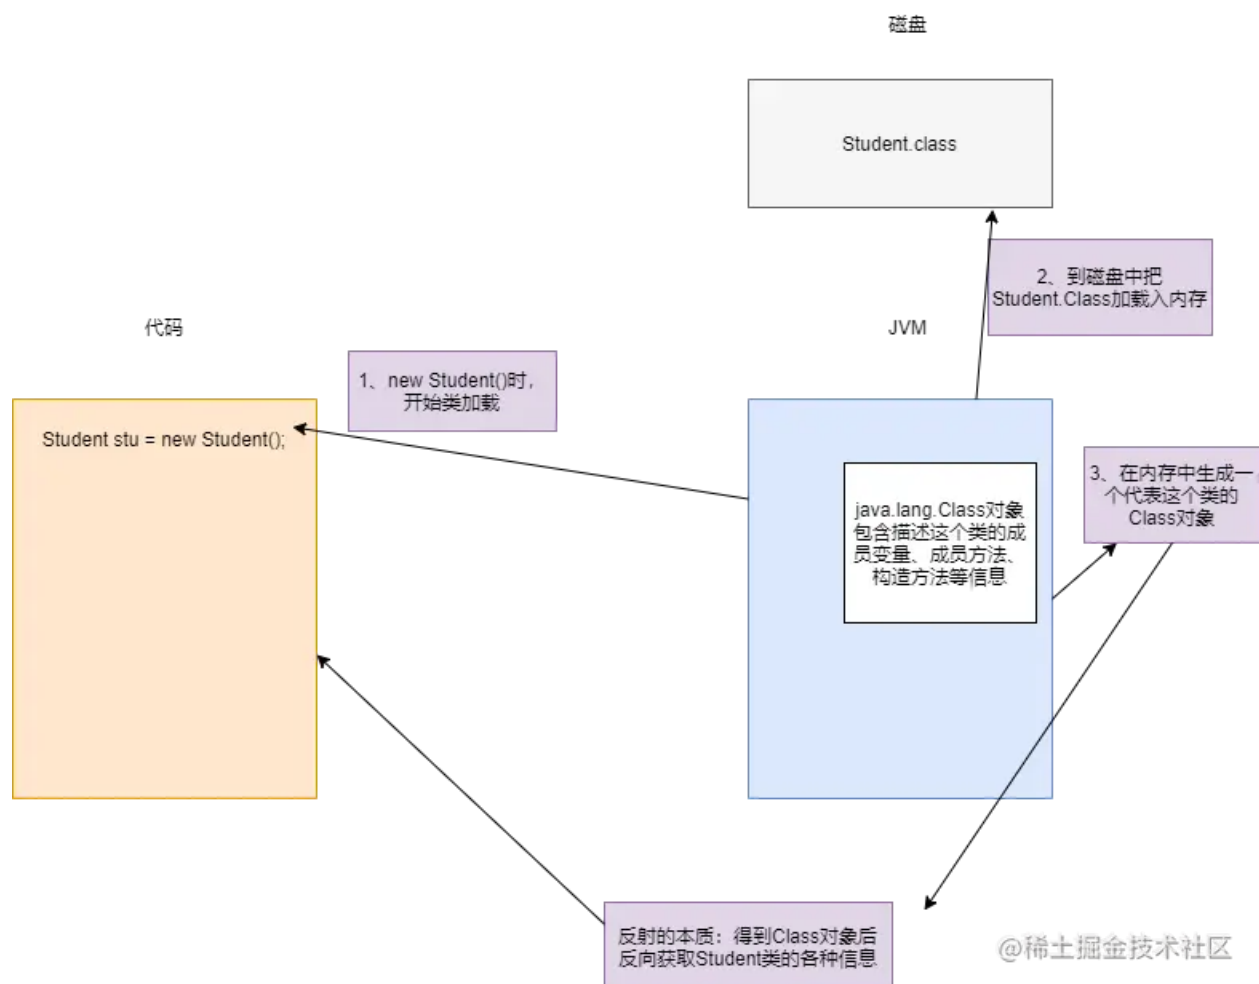 磁盘
Student.class
2、到磁盘中把
Student.Class加载入内存
代码
JVM
1、new Student()时，
开始类加载
Student stu = new Student();
3、在内存中生成一
个代表这个类的
Class对象
java.lang.Class对象
包含描述这个类的成
员变量、成员方法、
构造方法等信息
反射的本质：得到Class对象后
反向获取Student类的各种信息
@稀土掘金技术社区